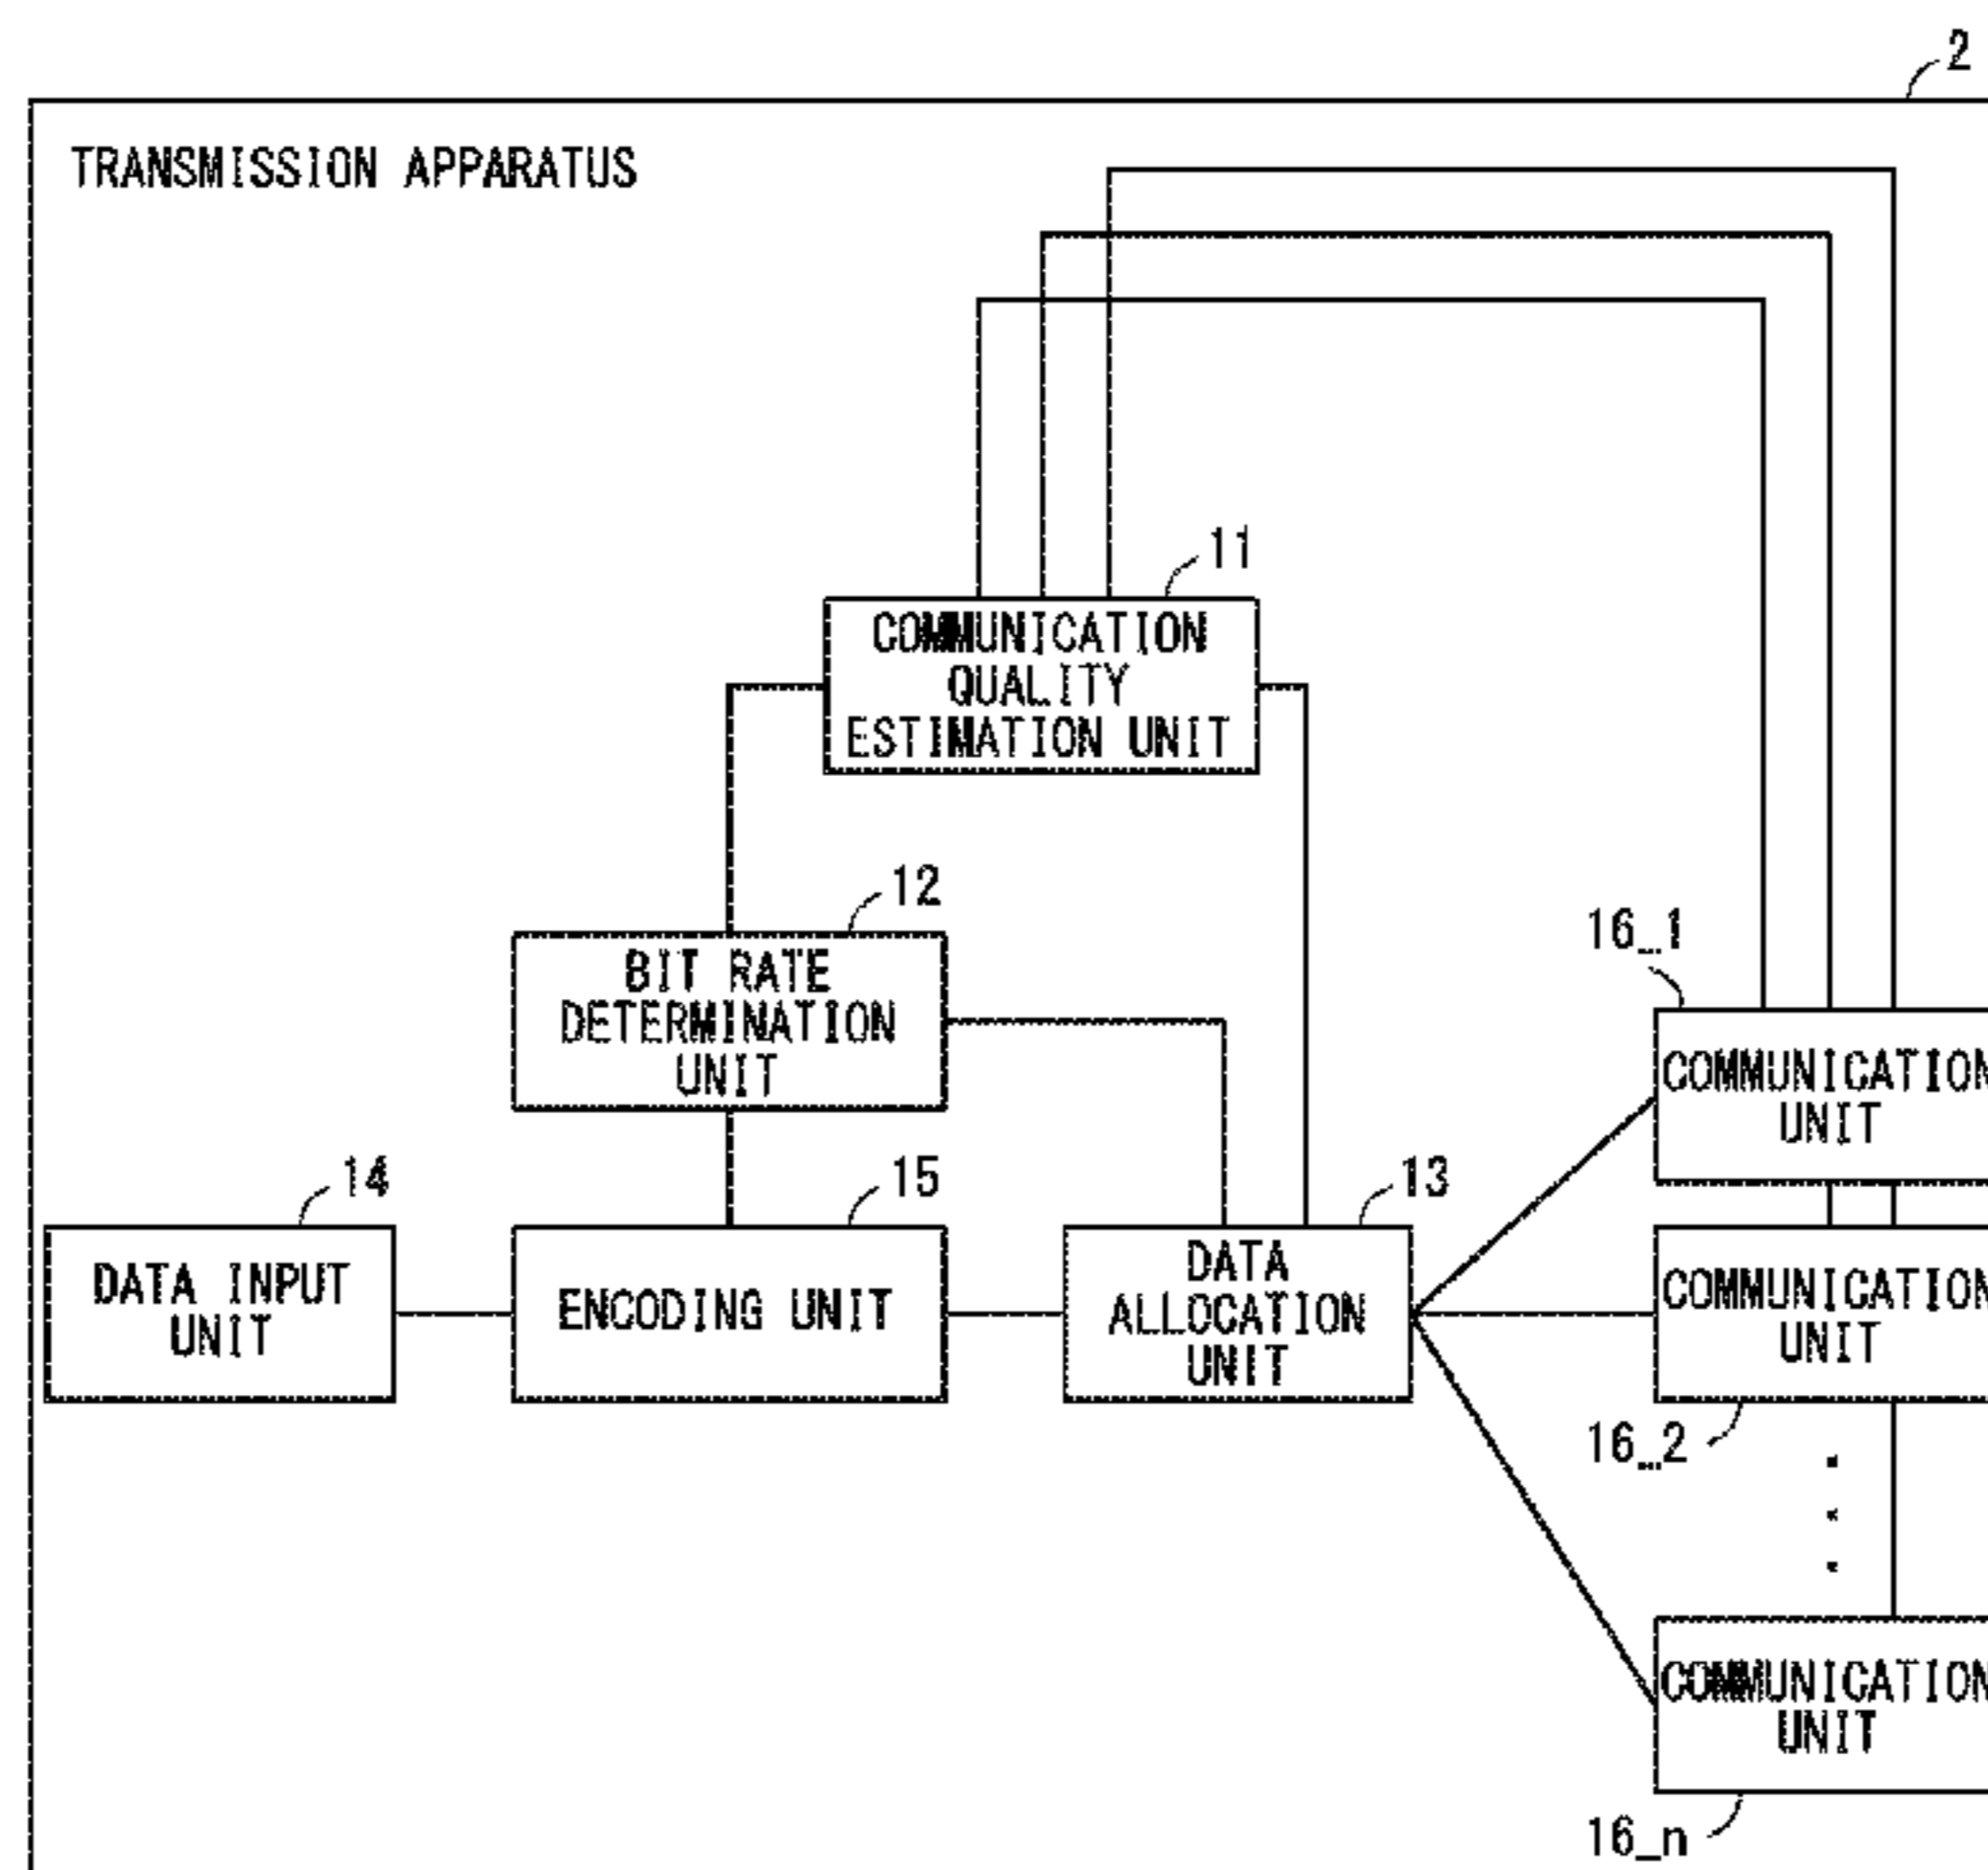 2
TRANSMISSION APPARATUS
11
COMMUNICATION
QUALITY
ESTIMATION UNIT
12
BIT RATE
DETERMINATION
UNIT
16_1
COMMUNICATION
UNIT
14
DATA INPUT
UNIT
15
ENCODING UNIT
13
DATA
ALLOCATION
UNIT
COMMUNICATION
UNIT
16_2
COMMUNICATION
UNIT
16_n